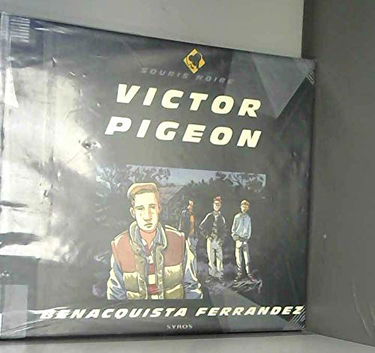 SOURIS NOIRE
VICTOR
PIGEON
BENACQUISTA FERRANDEZ
SYROS